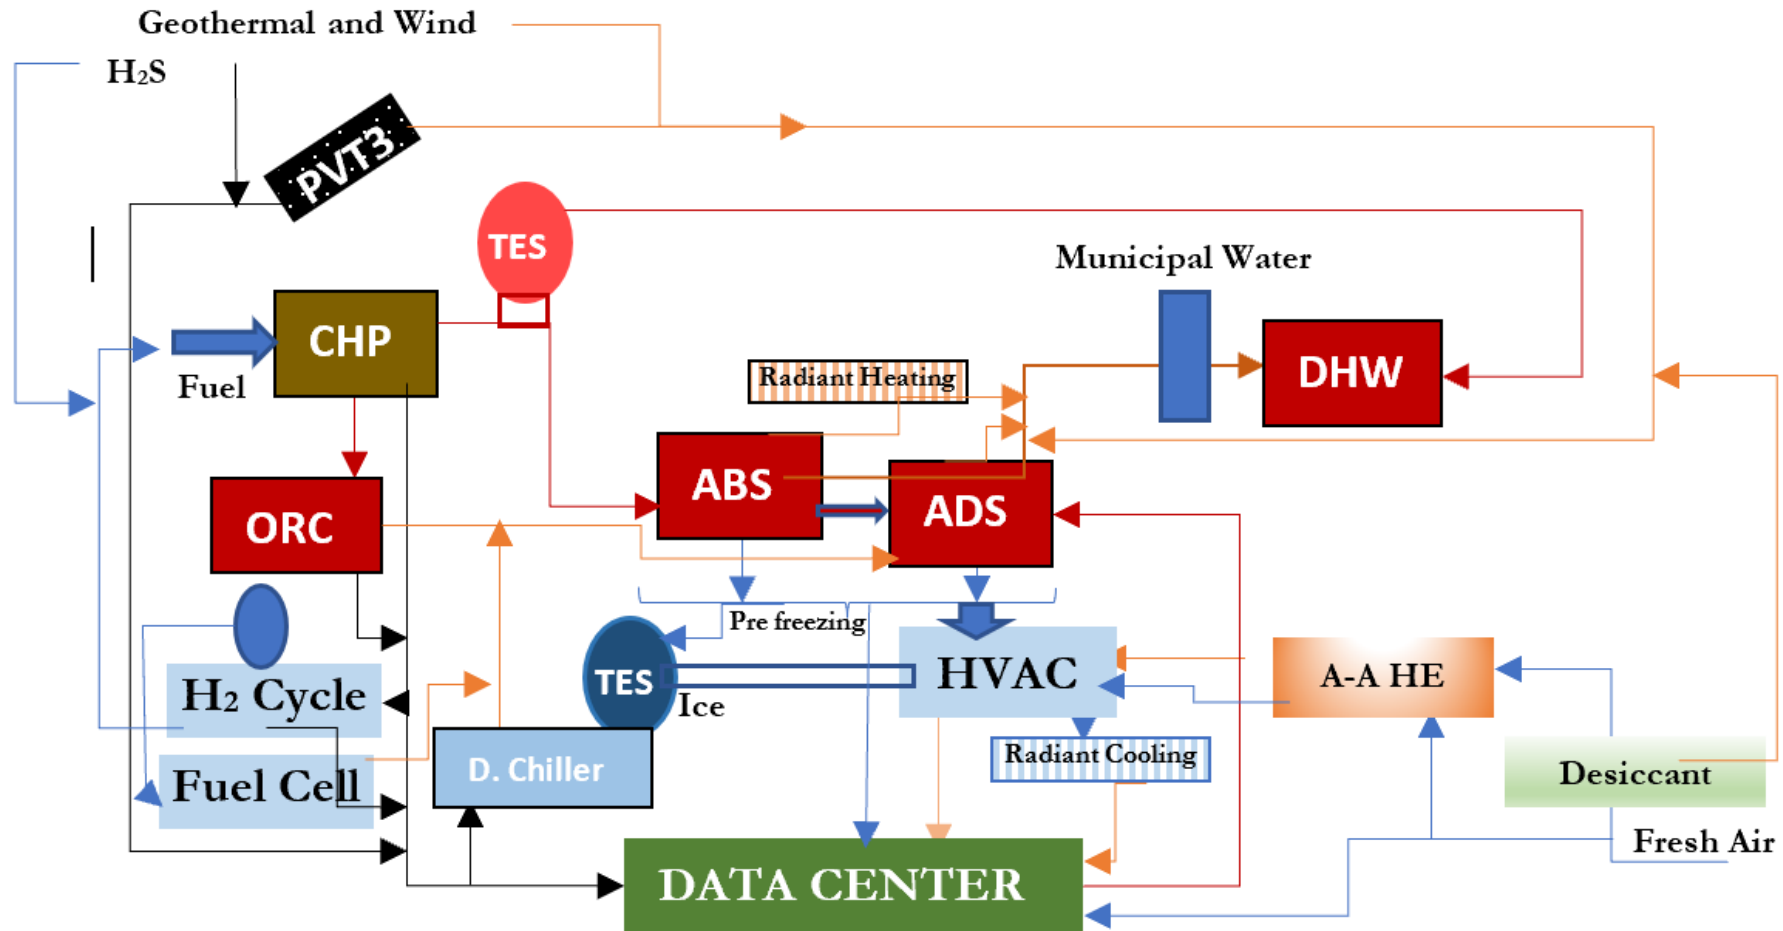 Geothermal and Wind
H₂S
PVT3
TES
Municipal Water
CHP
Fuel
DHW
Radiant Heating
ABS
ADS
ORC
Pre freezing
TES
Ice
HVAC
A-A HE
H₂ Cycle
Radiant Cooling
D. Chiller
Desiccant
Fuel Cell
Fresh Air
DATA CENTER